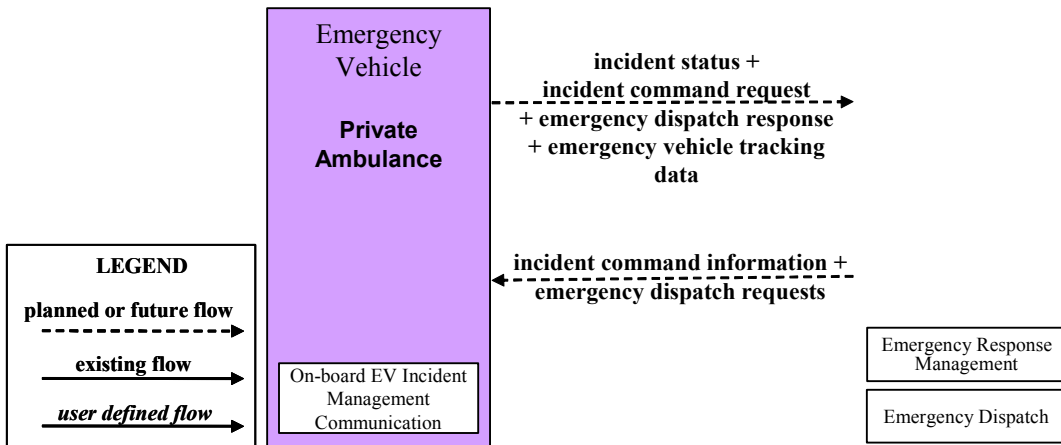 Emergency
Vehicle
Private
Ambulance
incident status +
incident command request
+ emergency dispatch response
+ emergency vehicle tracking
data
incident command information +
emergency dispatch requests
LEGEND
planned or future flow
existing flow
user defined flow
On-board EV Incident
Management
Communication
Emergency Response
Management
Emergency Dispatch